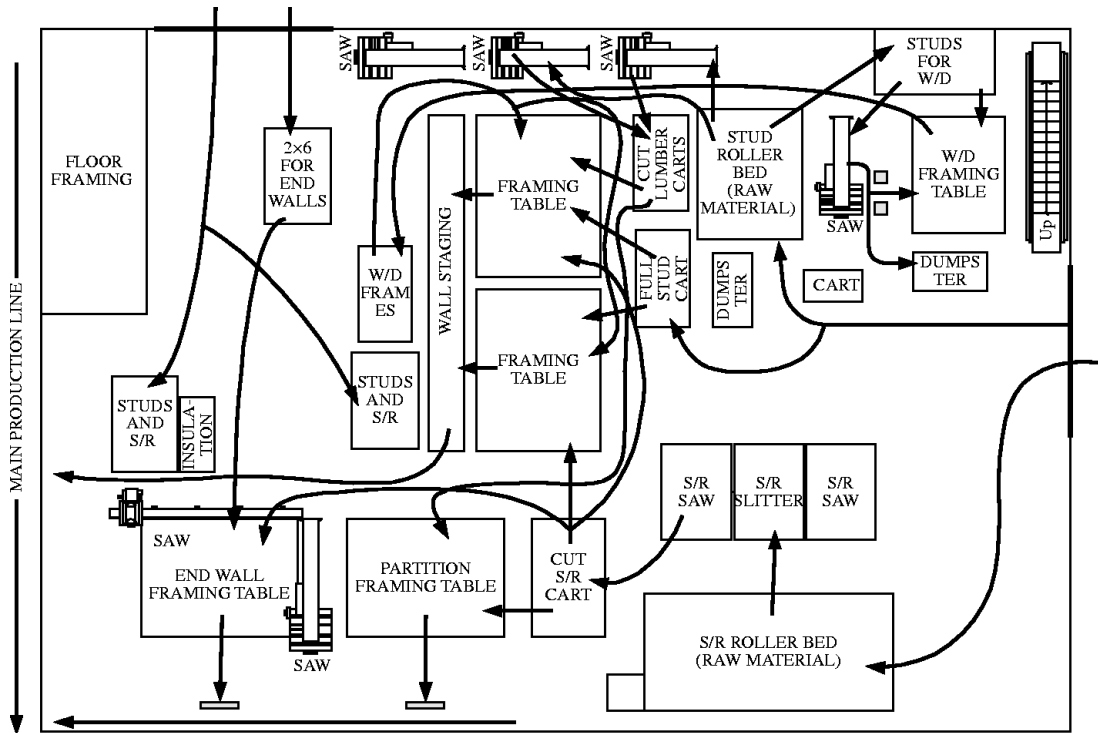 SAW
SAW
SAW
STUDS
FOR
W/D
FLOOR
FRAMING
2×6
FOR
END
WALLS
FRAMING
TABLE
CUT
LUMBER
CARTS
STUD
ROLLER
BED
(RAW
MATERIAL)
SAW
W/D
FRAMING
TABLE
UP
MAIN PRODUCTION LINE
W/D
FRAM
ES
WALL STAGING
FULL
STUD
CART
DUMPS
TER
CART
DUMPS
TER
FRAMING
TABLE
STUDS
AND
S/R
INSULA-
TION
STUDS
AND
S/R
S/R
SAW
S/R
SLITTER
S/R
SAW
SAW
END WALL
FRAMING TABLE
SAW
PARTITION
FRAMING TABLE
CUT
S/R
CART
S/R ROLLER BED
(RAW MATERIAL)